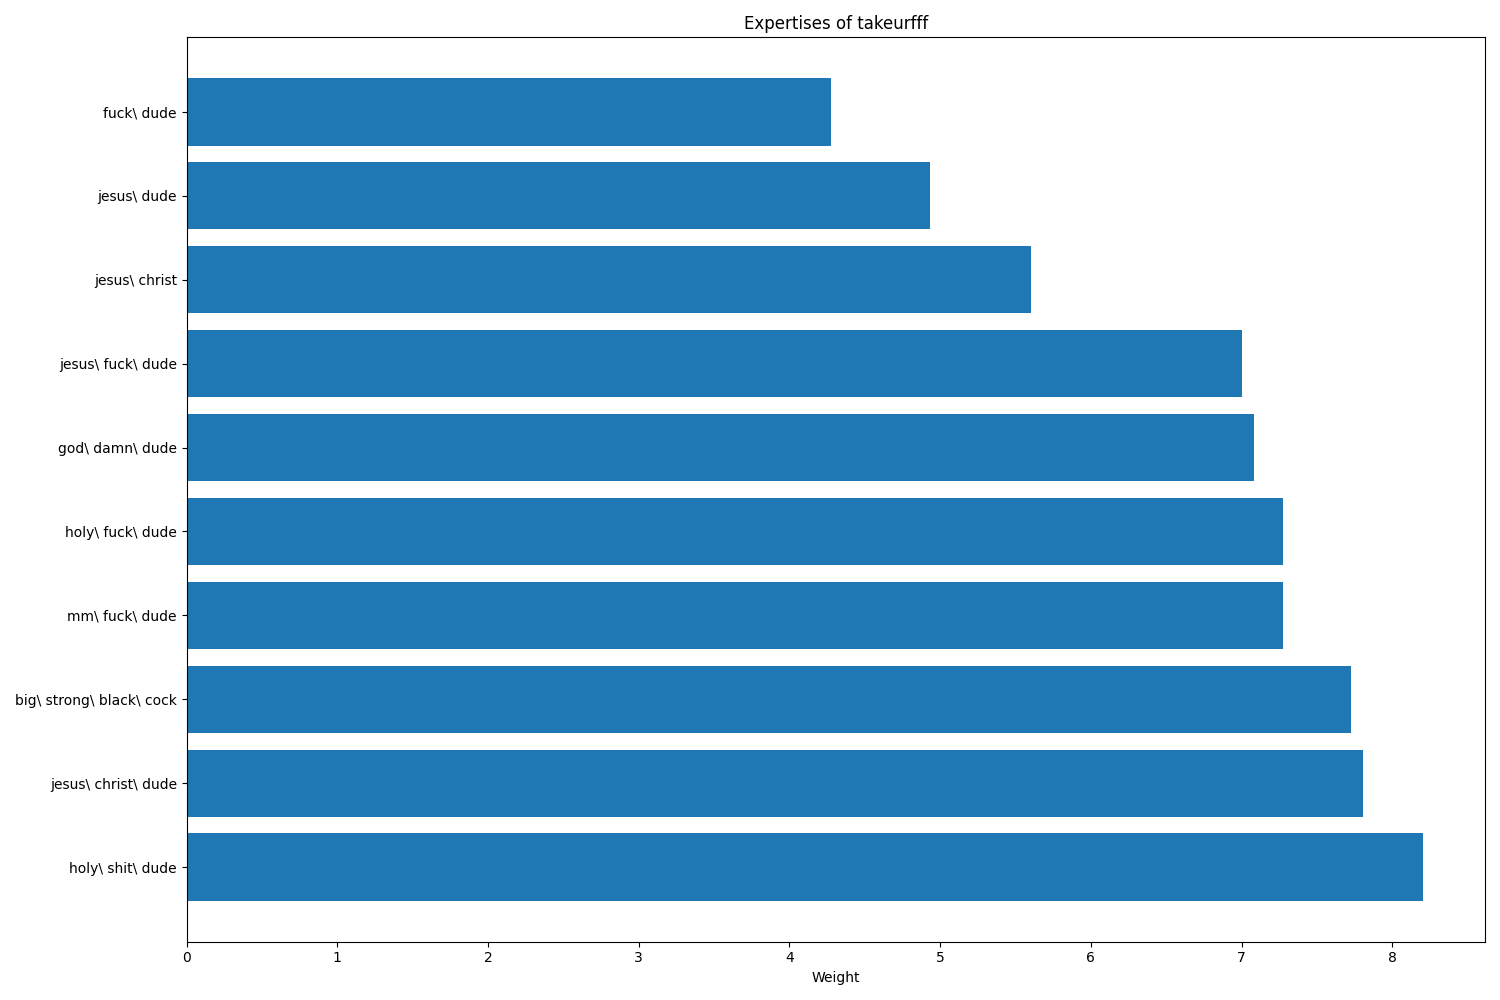 Expertises of takeurfff
fuck\ dude
jesus\ dude
jesus\ christ
jesus\ fuck\ dude
god\ damn\ dude
holy\ fuck\ dude
mm\ fuck\ dude
big\ strong\ black\ cock
jesus\ christ\ dude
holy\ shit\ dude
0 1 2 3 4 5 6 7 8
Weight